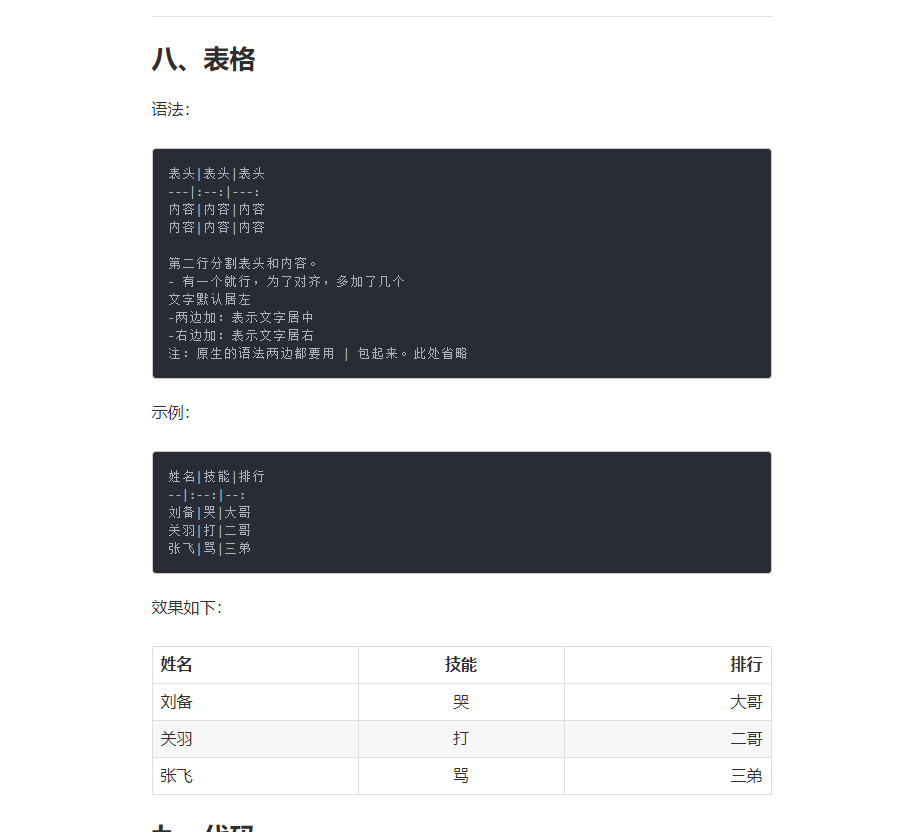 八、表格
语法：
表头|表头|表头
---|:--:|---:
内容|内容|内容
内容|内容|内容
第二行分割表头和内容。
- 有一个就行，为了对齐，多加了几个
文字默认居左
-两边加：表示文字居中
-右边加：表示文字居右
注：原生的语法两边都要用 | 包起来。此处省略
示例：
姓名|技能|排行
--|:--:|--:
刘备|哭|大哥
关羽|打|二哥
张飞|骂|三弟
效果如下：
姓名 技能 排行
刘备 哭 大哥
关羽 打 二哥
张飞 骂 三弟
九、代码